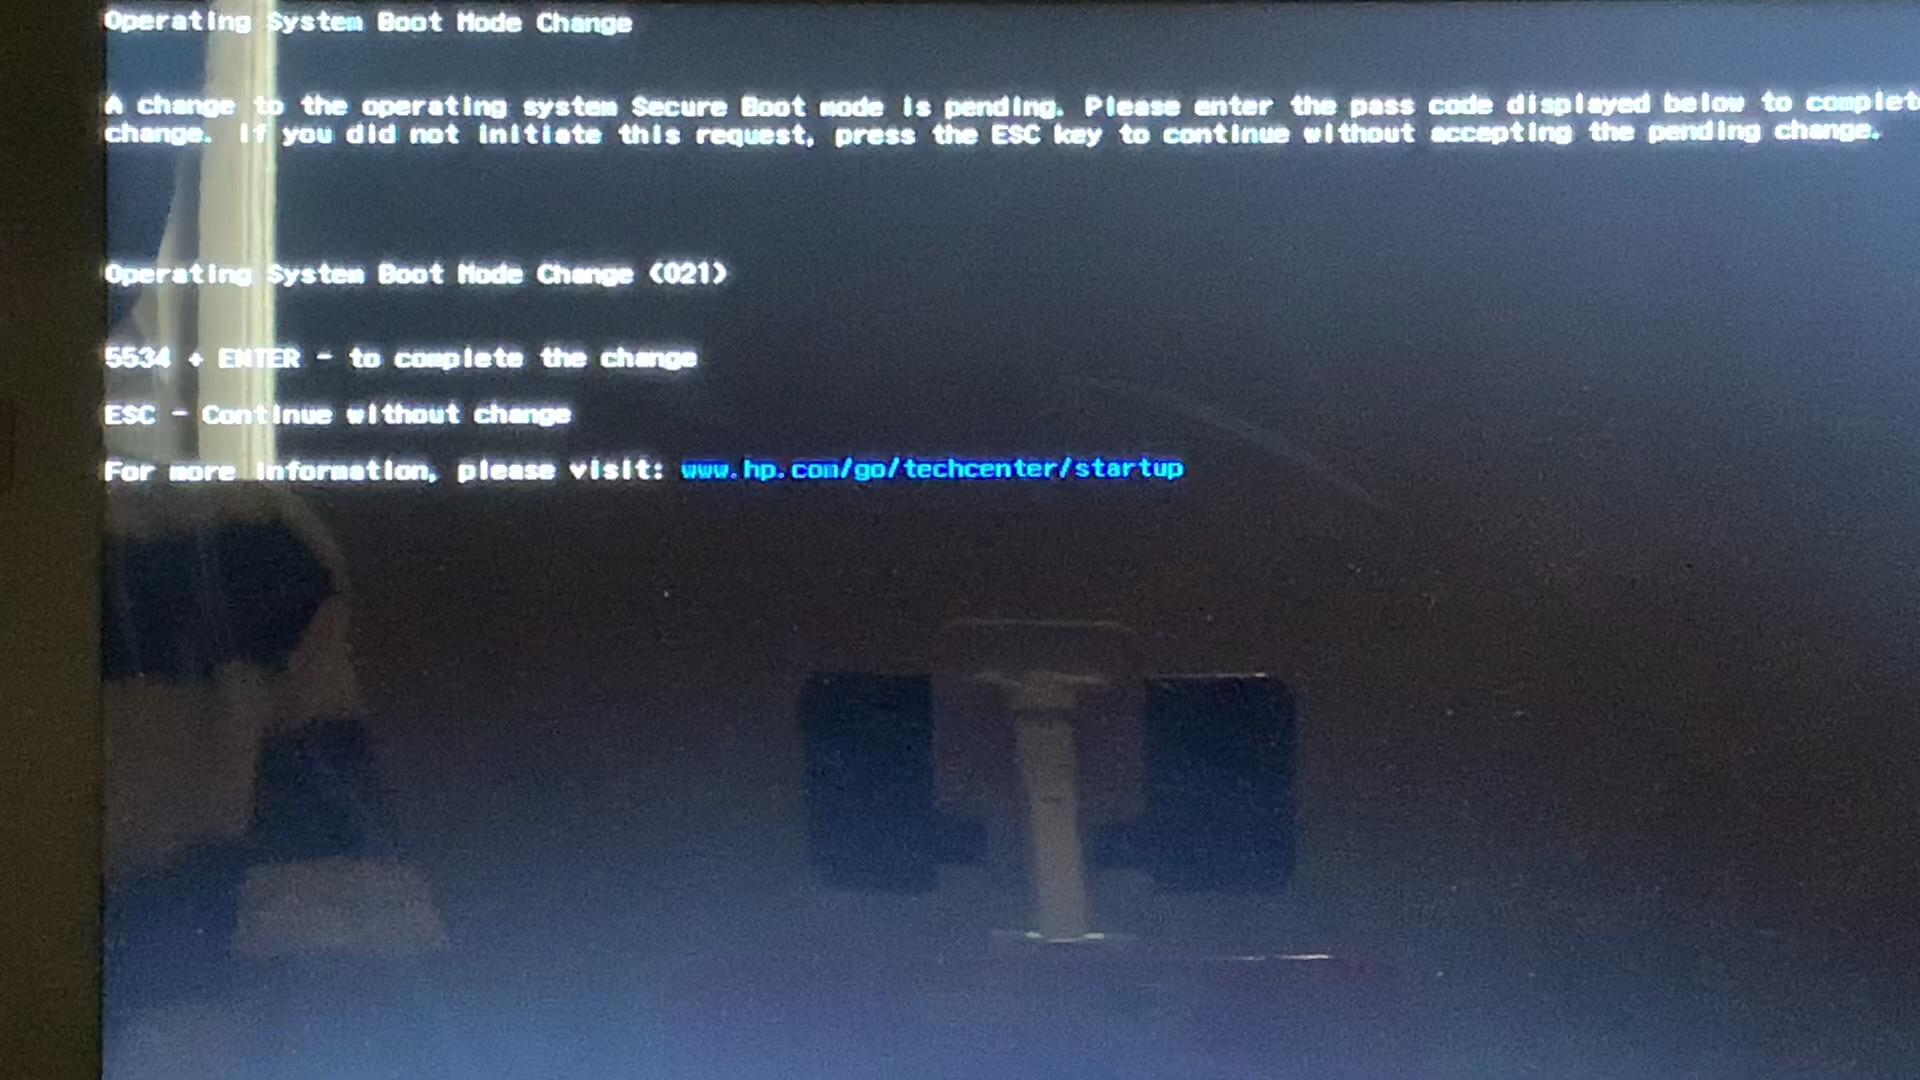 Operating System Boot Mode Change
A change to the operating system Secure Boot mode is pending. Please enter the pass code displayed below to complet
change. If you did not initiate this request, press the ESC key to continue without accepting the pending change.
Operating System Boot Mode Change (021)
5534 + ENTER - to complete the change
ESC - Continue without change
For more information, please visit: www.hp.com/go/techcenter/startup